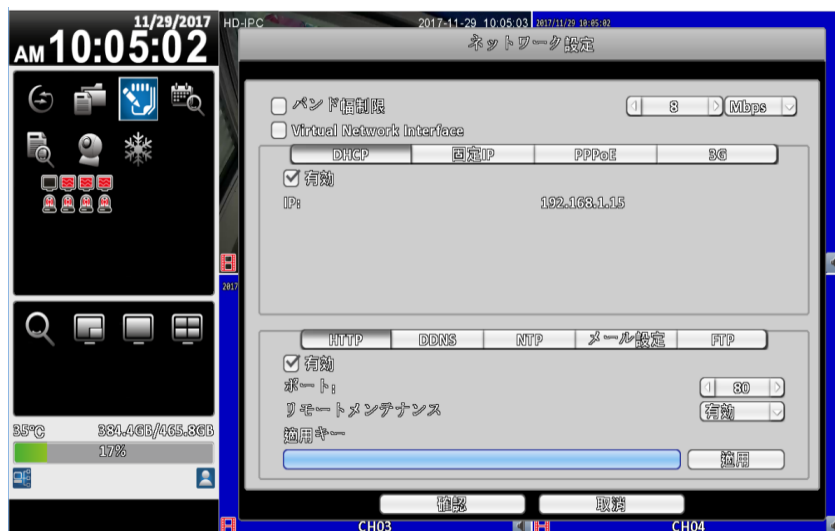 11/29/2017
AM 10:05:02
HD-IPC
2017-11-29 10:05:03
2017/11/29 10:05:02
ネットワーク設定
バンド幅制限
8
Mbps
Virtual Network Interface
DHCP
固定IP
PPPoE
3G
有効
IP:
192.168.1.15
2017
HTTP
DDNS
NTP
メール設定
FTP
有効
ポート:
80
リモートメンテナンス
有効
適用キー
適用
35°C
384.4GB/465.8GB
17%
確認
取消
CH03
CH04